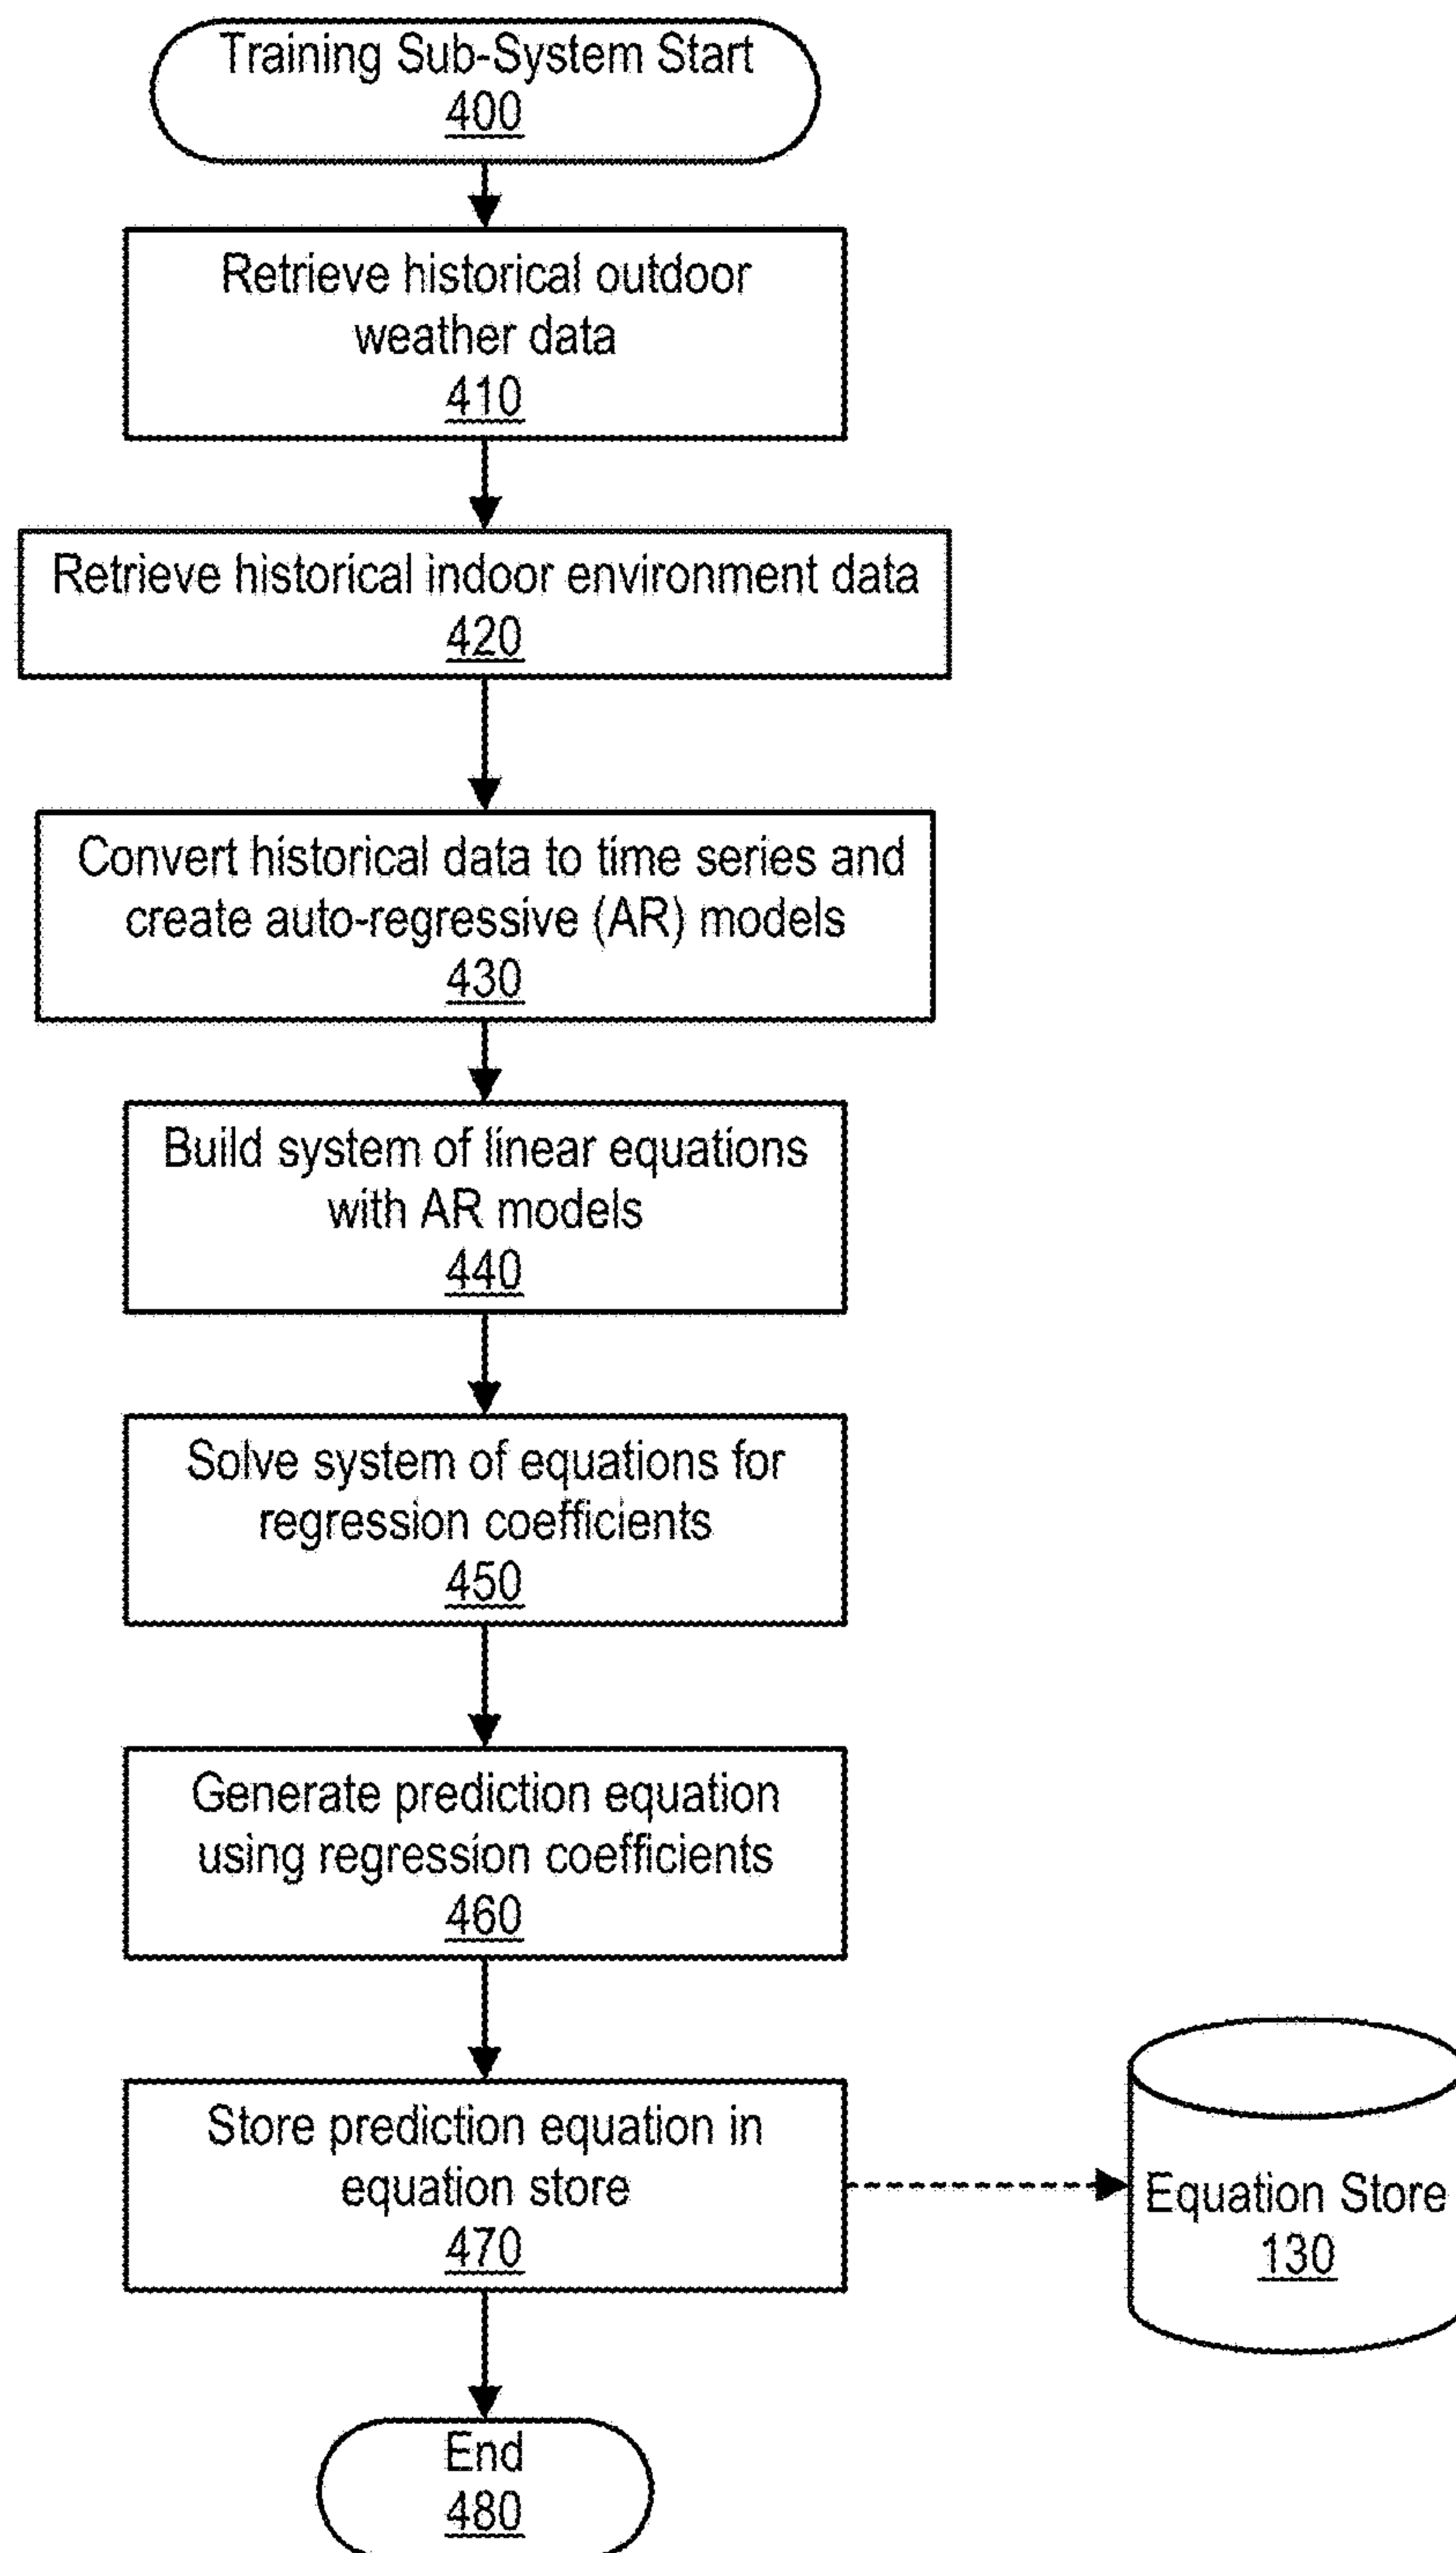 Training Sub-System Start
400
Retrieve historical outdoor
weather data
410
Retrieve historical indoor environment data
420
Convert historical data to time series and
create auto-regressive (AR) models
430
Build system of linear equations
with AR models
440
Solve system of equations for
regression coefficients
450
Generate prediction equation
using regression coefficients
460
Store prediction equation in
equation store
470
Equation Store
130
End
480